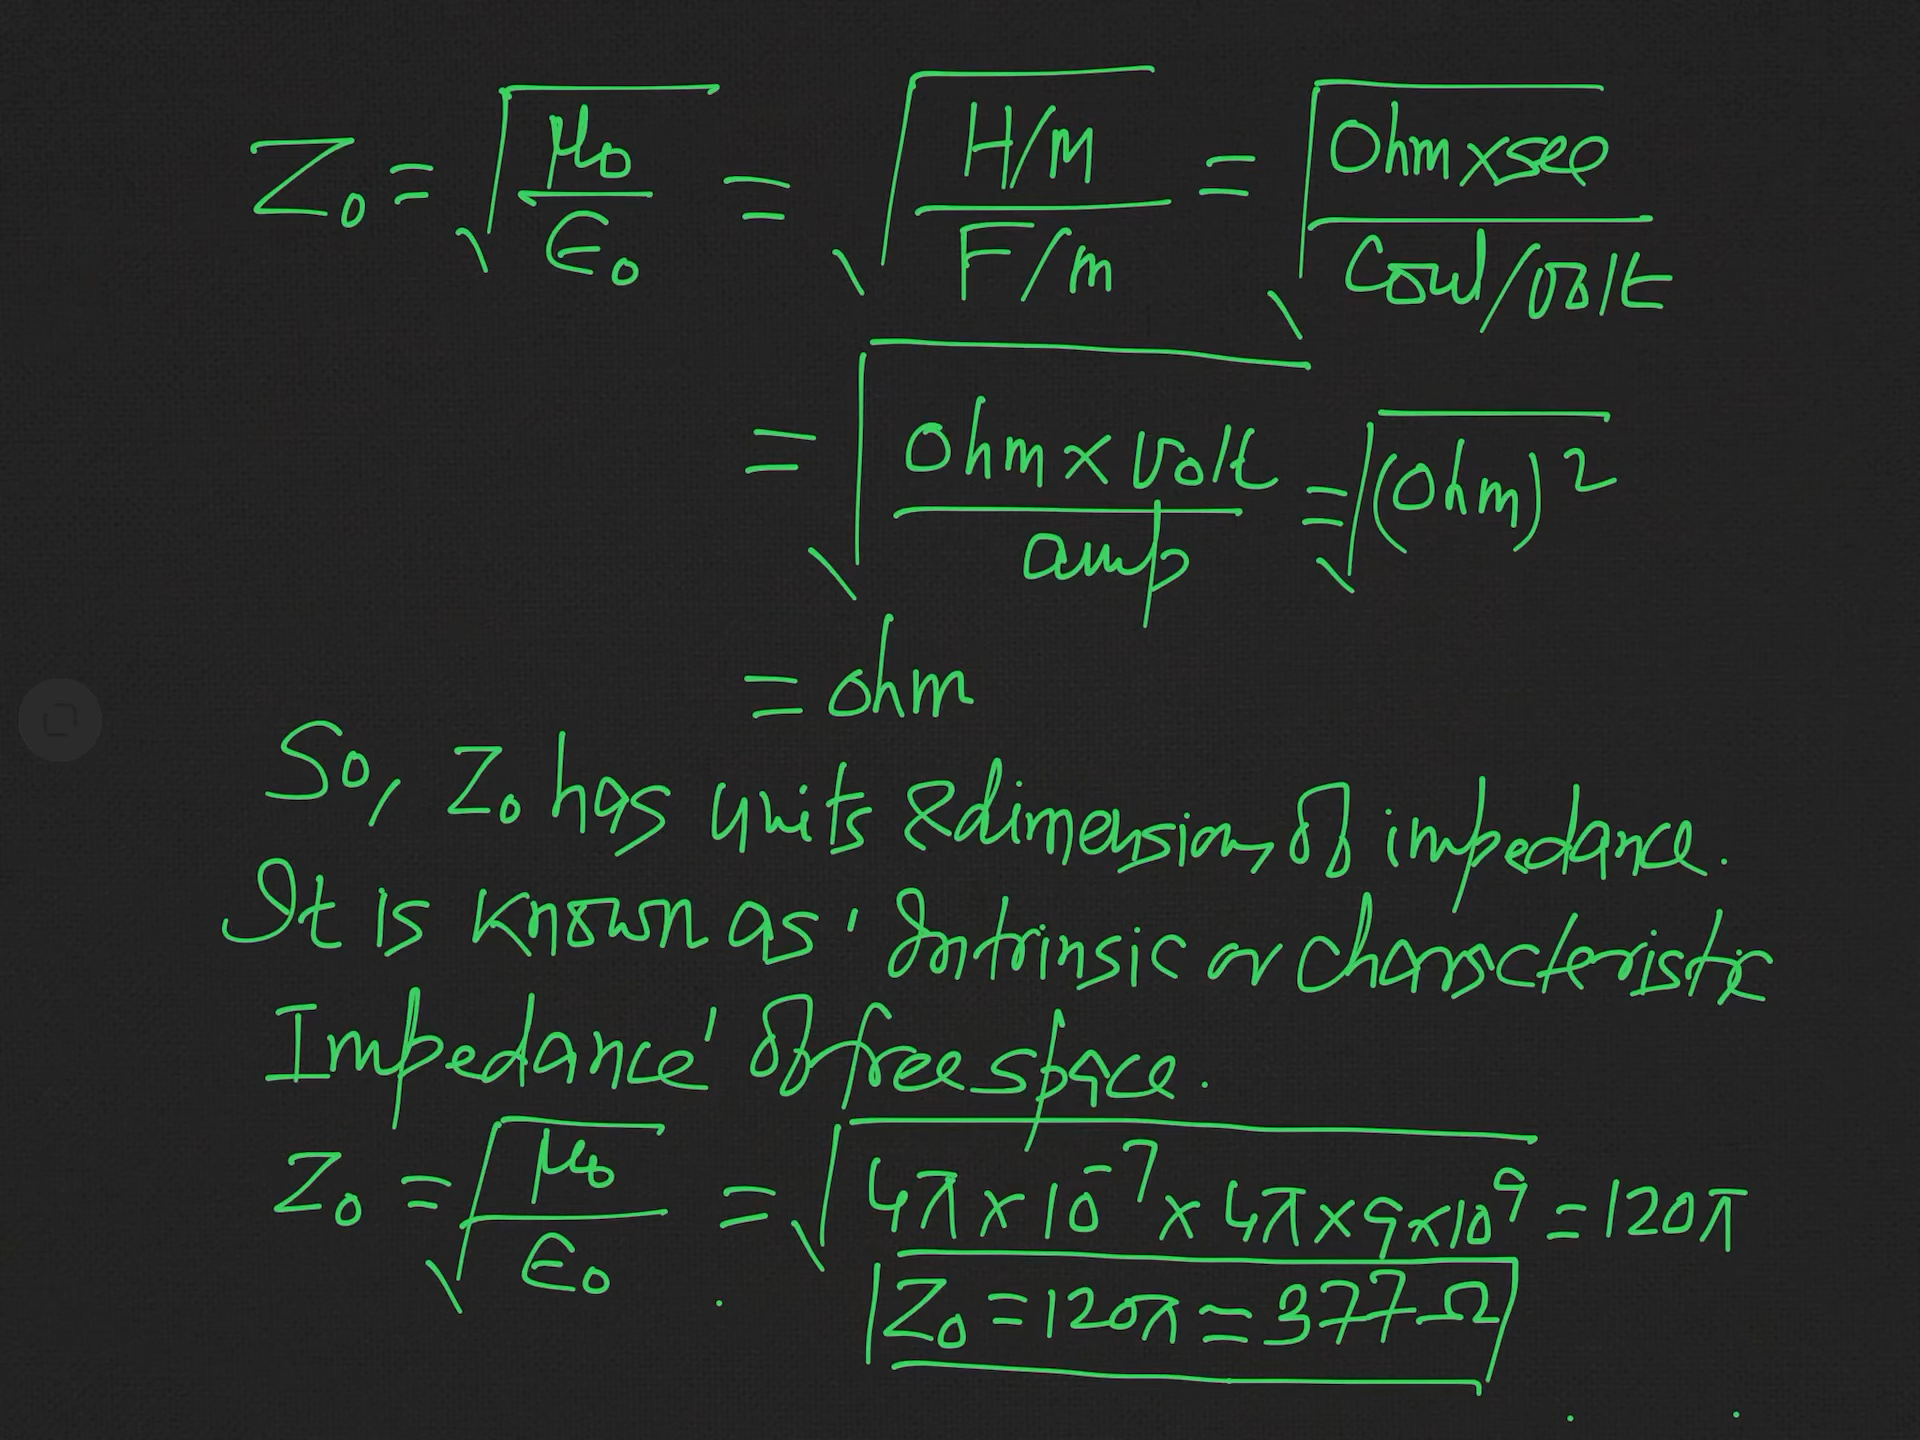 Z₀ = √(μ₀/ϵ₀) = √((H/m)/(F/m)) = √((Ohm×sec)/(Coul/volt))
= √((Ohm × Volt)/amp) = √((Ohm)²)
= ohm
So, Z₀ has units & dimensions of impedance.
It is known as 'Intrinsic or characteristic
Impedance' of free space.
Z₀ = √(μ₀/ϵ₀) = √(4π×10⁻⁷×4π×9×10⁹) = 120π
Z₀ = 120π ≃ 377 Ω